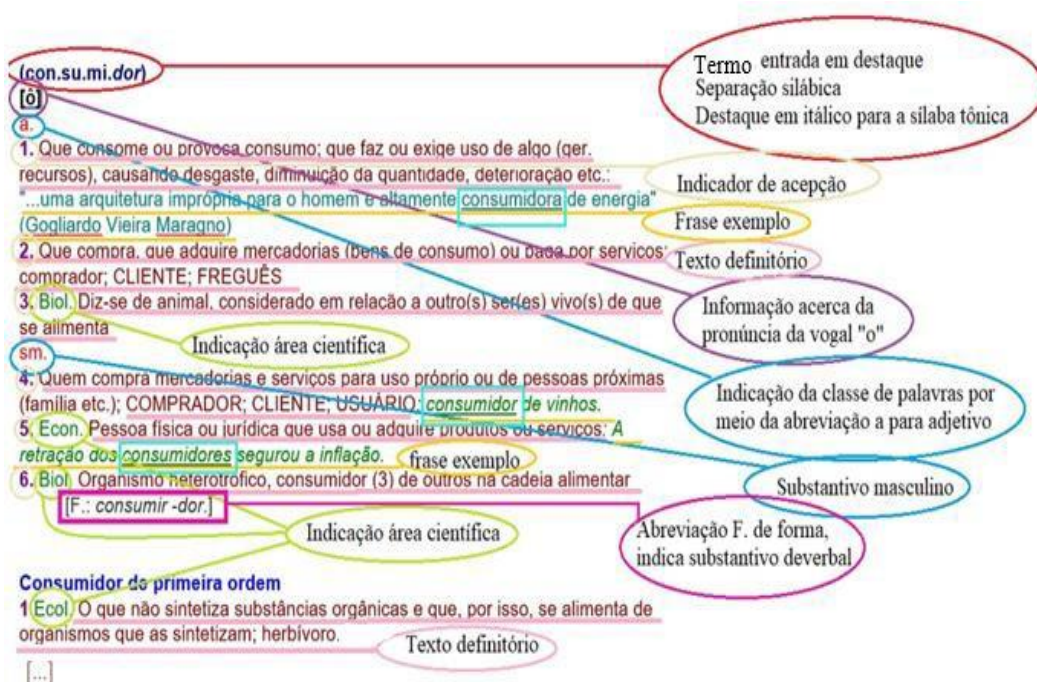 (con.su.mi.dor)
[ô]
a.
1. Que consome ou provoca consumo; que faz ou exige uso de algo (ger.
recursos), causando desgaste, diminuição da quantidade, deterioração etc.:
"...uma arquitetura imprópria para o homem e altamente consumidora de energia"
(Gogliardo Vieira Maragno)
2. Que compra, que adquire mercadorias (bens de consumo) ou paga por serviços;
comprador; CLIENTE; FREGUÊS
3. Biol. Diz-se de animal, considerado em relação a outro(s) ser(es) vivo(s) de que
se alimenta
sm.
4. Quem compra mercadorias e serviços para uso próprio ou de pessoas próximas
(família etc.); COMPRADOR; CLIENTE; USUÁRIO: consumidor de vinhos.
5. Econ. Pessoa física ou jurídica que usa ou adquire produtos ou serviços: A
retração dos consumidores segurou a inflação.
6. Biol. Organismo heterotrófico, consumidor (3) de outros na cadeia alimentar
[F.: consumir -dor.]
Consumidor de primeira ordem
1 Ecol. O que não sintetiza substâncias orgânicas e que, por isso, se alimenta de
organismos que as sintetizam; herbívoro.
[...]
Termo entrada em destaque
Separação silábica
Destaque em itálico para a sílaba tônica
Indicador de acepção
Frase exemplo
Texto definitório
Informação acerca da
pronúncia da vogal "o"
Indicação área científica
Indicação da classe de palavras por
meio da abreviação a para adjetivo
frase exemplo
Substantivo masculino
Indicação área científica
Abreviação F. de forma,
indica substantivo deverbal
Texto definitório